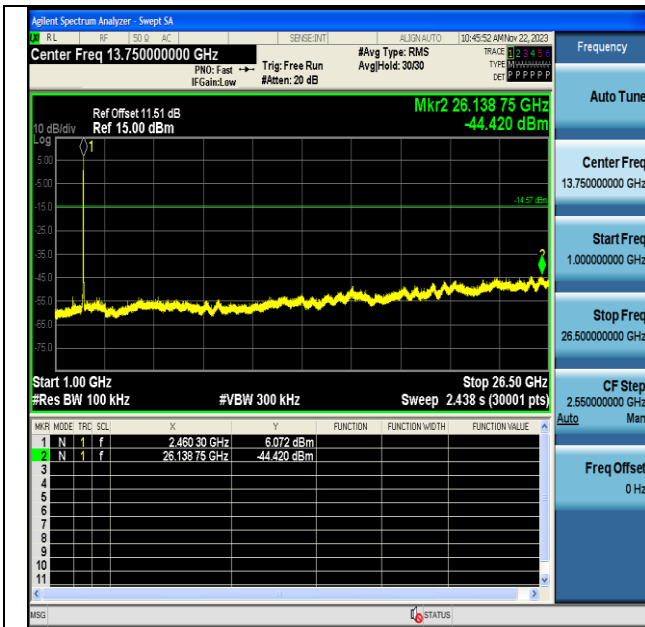 Agilent Spectrum Analyzer - Swept SA
RL RF 50 Ω AC SENSE:INT ALIGN AUTO 10:45:52 AM Nov 22, 2023
Center Freq 13.750000000 GHz #Avg Type: RMS TRACE 1 2 3 4 5 6
PNO: Fast Trig: Free Run Avg|Hold: 30/30 TYPE M
IFGain:Low #Atten: 20 dB DET P P P P P P
Mkr2 26.138 75 GHz
-44.420 dBm
Ref Offset 11.51 dB
10 dB/div Ref 15.00 dBm
Log
1
5.00
-5.00
-15.0
-14.57 dBm
-25.0
-35.0
2
-45.0
-55.0
-65.0
-75.0
Start 1.00 GHz Stop 26.50 GHz
#Res BW 100 kHz #VBW 300 kHz Sweep 2.438 s (30001 pts)
MKR MODE TRC SCL X Y FUNCTION FUNCTION WIDTH FUNCTION VALUE
1 N 1 f 2.460 30 GHz 6.072 dBm
2 N 1 f 26.138 75 GHz -44.420 dBm
3
4
5
6
7
8
9
10
11
MSG STATUS
Frequency
Auto Tune
Center Freq
13.750000000 GHz
Start Freq
1.000000000 GHz
Stop Freq
26.500000000 GHz
CF Step
2.550000000 GHz
Auto Man
Freq Offset
0 Hz